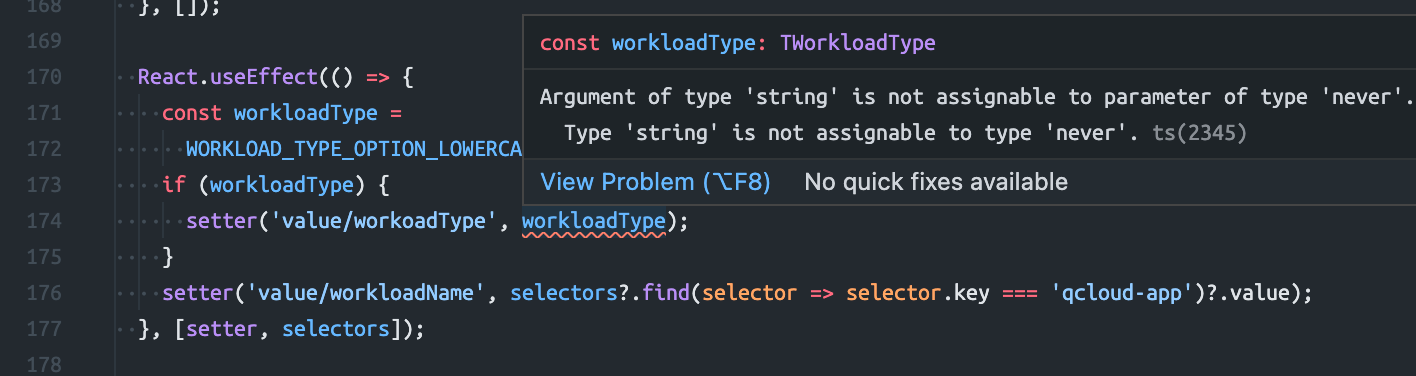 168 }, []);
169
const workloadType: TWorkloadType
170 React.useEffect(() => {
Argument of type 'string' is not assignable to parameter of type 'never'.
171 const workloadType =
Type 'string' is not assignable to type 'never'. ts(2345)
172 WORKLOAD_TYPE_OPTION_LOWERCA
173 if (workloadType) {
View Problem (⌥F8) No quick fixes available
174 setter('value/workoadType', workloadType);
175 }
176 setter('value/workloadName', selectors?.find(selector => selector.key === 'qcloud-app')?.value);
177 }, [setter, selectors]);
178